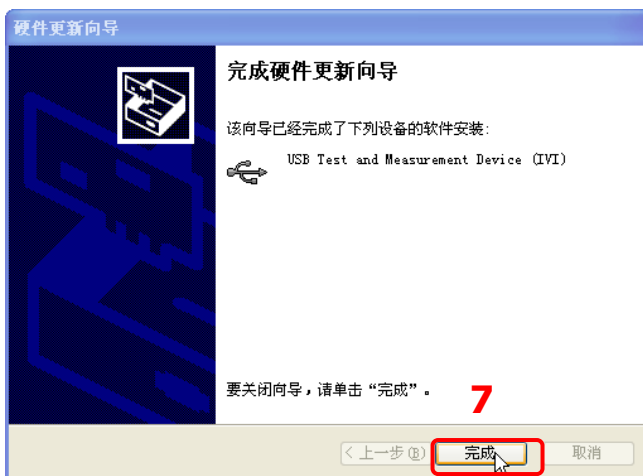 硬件更新向导
完成硬件更新向导
该向导已经完成了下列设备的软件安装:
USB Test and Measurement Device (IVI)
要关闭向导，请单击“完成”。
7
< 上一步(B)
完成
取消